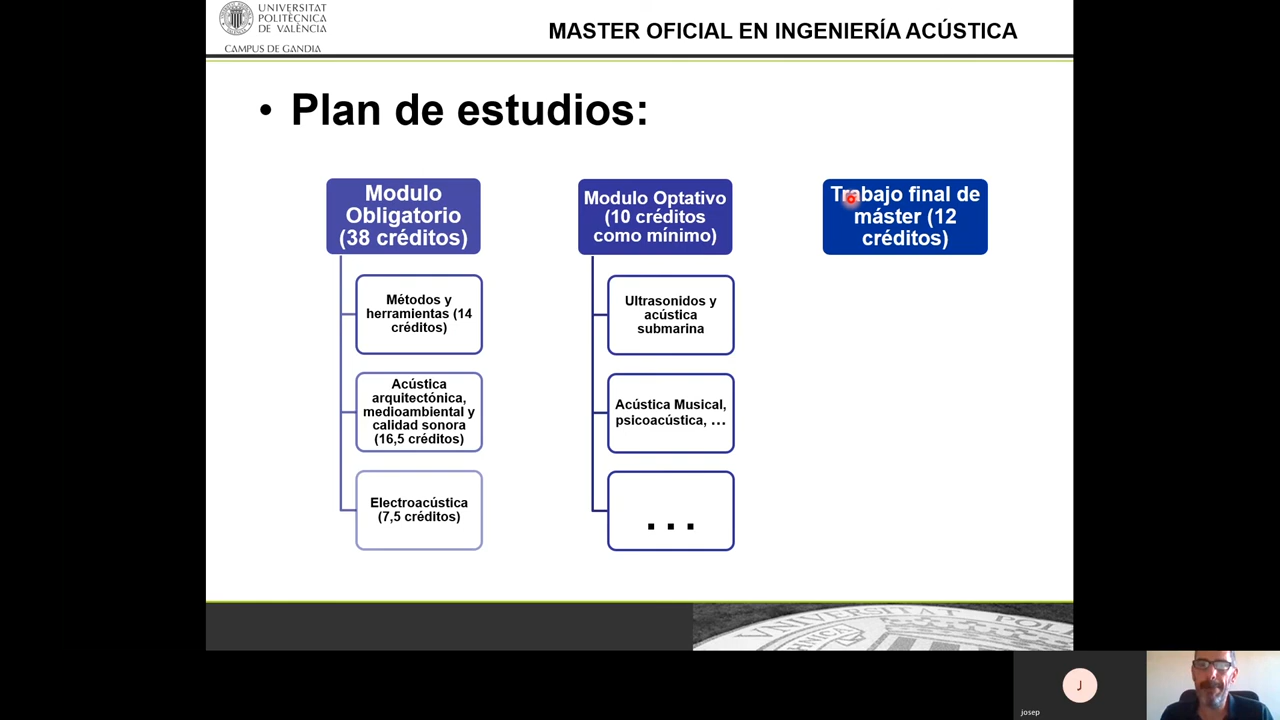 UNIVERSITAT
POLITÈCNICA
DE VALÈNCIA
CAMPUS DE GANDIA
MASTER OFICIAL EN INGENIERÍA ACÚSTICA
• Plan de estudios:
Modulo
Obligatorio
(38 créditos)
Métodos y
herramientas (14
créditos)
Acústica
arquitectónica,
medioambiental y
calidad sonora
(16,5 créditos)
Electroacústica
(7,5 créditos)
Modulo Optativo
(10 créditos
como mínimo)
Ultrasonidos y
acústica
submarina
Acústica Musical,
psicoacústica, ...
...
Trabajo final de
máster (12
créditos)
UNIVERSITAT POL
J
josep